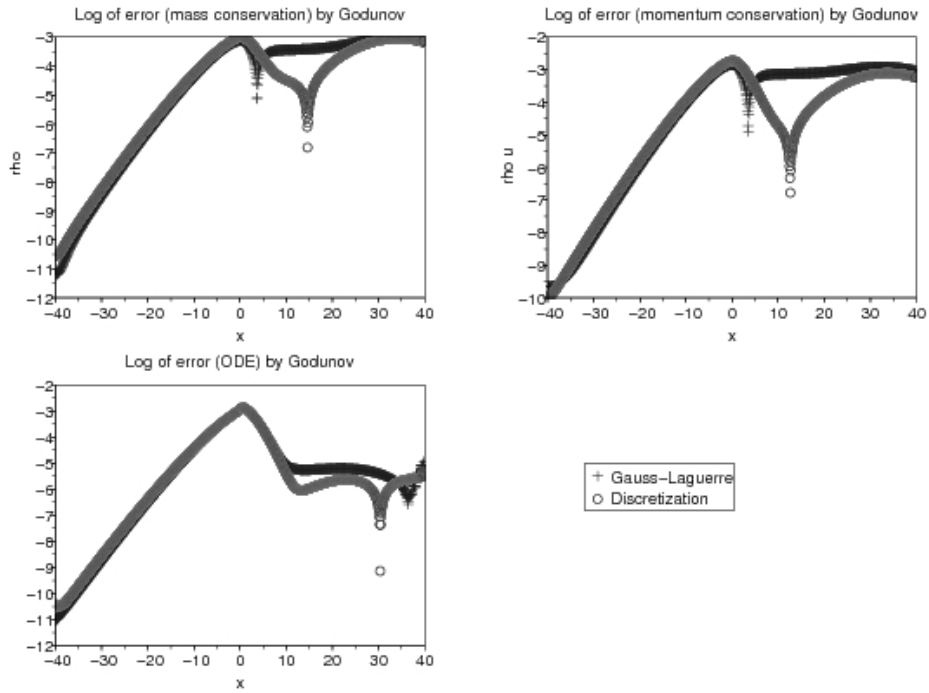 Log of error (mass conservation) by Godunov
-3
-4
-5
-6
-7
-8
-9
-10
-11
-12
rho
-40 -30 -20 -10 0 10 20 30 40
x
Log of error (momentum conservation) by Godunov
-2
-3
-4
-5
-6
-7
-8
-9
-10
rho u
-40 -30 -20 -10 0 10 20 30 40
x
Log of error (ODE) by Godunov
-2
-3
-4
-5
-6
-7
-8
-9
-10
-11
-12
-40 -30 -20 -10 0 10 20 30 40
x
+ Gauss-Laguerre
o Discretization